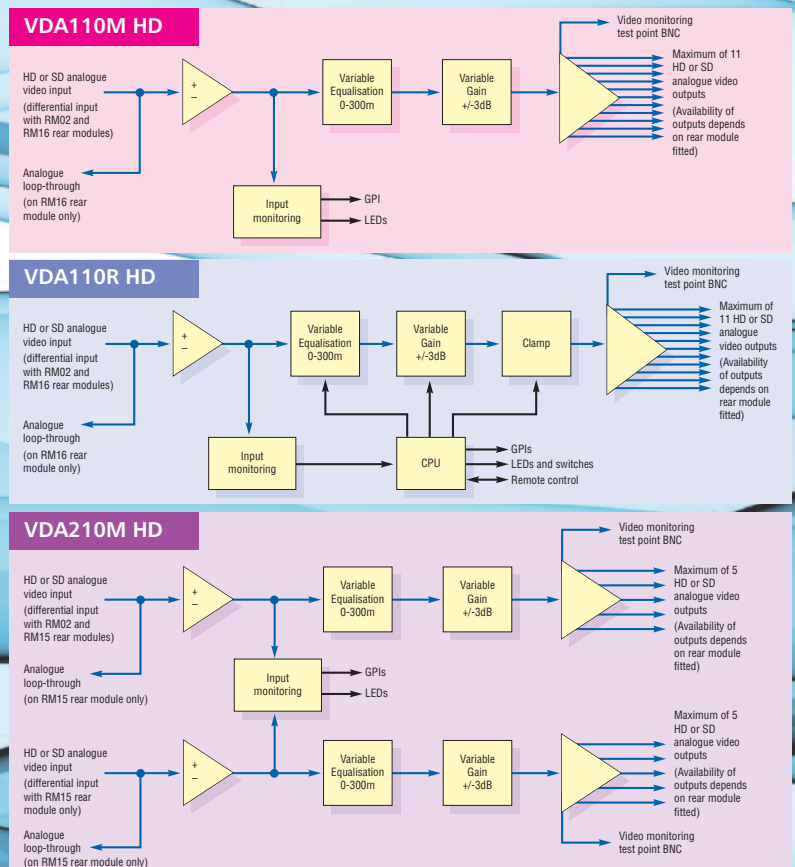 VDA110M HD
Video monitoring
test point BNC
HD or SD analogue
video input
(differential input
with RM02 and
RM16 rear modules)
Analogue
loop-through
(on RM16 rear
module only)
+
–
Variable
Equalisation
0-300m
Variable
Gain
+/-3dB
Input
monitoring
GPI
LEDs
Maximum of 11
HD or SD
analogue video
outputs
(Availability of
outputs depends
on rear module
fitted)
VDA110R HD
Video monitoring
test point BNC
HD or SD analogue
video input
(differential input
with RM02 and
RM16 rear modules)
Analogue
loop-through
(on RM16 rear
module only)
+
–
Variable
Equalisation
0-300m
Variable
Gain
+/-3dB
Clamp
Input
monitoring
CPU
GPIs
LEDs and switches
Remote control
Maximum of
11 HD or SD
analogue
video outputs
(Availability
of outputs
depends on
rear module
fitted)
VDA210M HD
Video monitoring
test point BNC
HD or SD analogue
video input
(differential input
with RM02 and
RM15 rear modules)
Analogue
loop-through
(on RM15 rear module only)
+
–
Variable
Equalisation
0-300m
Variable
Gain
+/-3dB
Maximum of 5
HD or SD
analogue video
outputs
(Availability of
outputs depends
on rear module
fitted)
Input
monitoring
GPIs
LEDs
HD or SD analogue
video input
(differential input
with RM15 rear
module only)
Analogue
loop-through
(on RM15 rear module only)
+
–
Variable
Equalisation
0-300m
Variable
Gain
+/-3dB
Maximum of 5
HD or SD
analogue video
outputs
(Availability of
outputs depends
on rear module
fitted)
Video monitoring
test point BNC